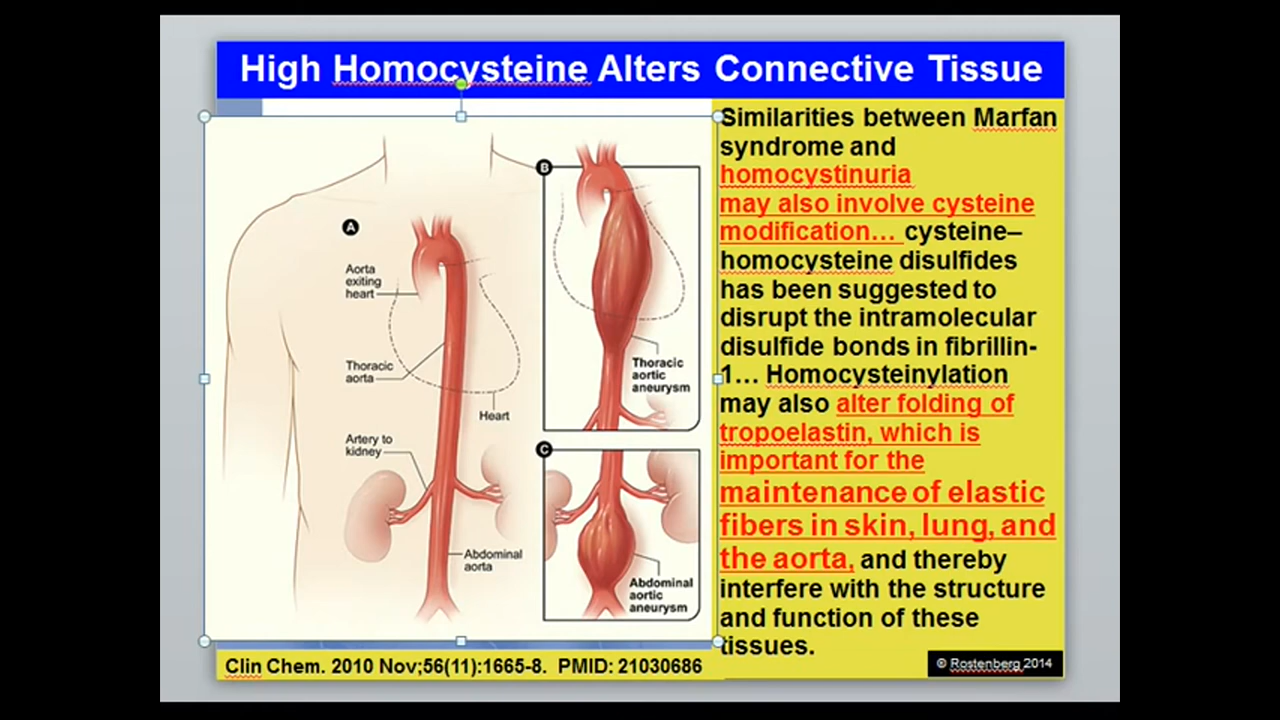 High Homocysteine Alters Connective Tissue
A
Aorta
exiting
heart
Thoracic
aorta
Heart
Artery to
kidney
Abdominal
aorta
B
Thoracic
aortic
aneurysm
C
Abdominal
aortic
aneurysm
Similarities between Marfan
syndrome and
homocystinuria
may also involve cysteine
modification… cysteine–
homocysteine disulfides
has been suggested to
disrupt the intramolecular
disulfide bonds in fibrillin-
1… Homocysteinylation
may also alter folding of
tropoelastin, which is
important for the
maintenance of elastic
fibers in skin, lung, and
the aorta, and thereby
interfere with the structure
and function of these
tissues.
Clin Chem. 2010 Nov;56(11):1665-8. PMID: 21030686
© Rostenberg 2014